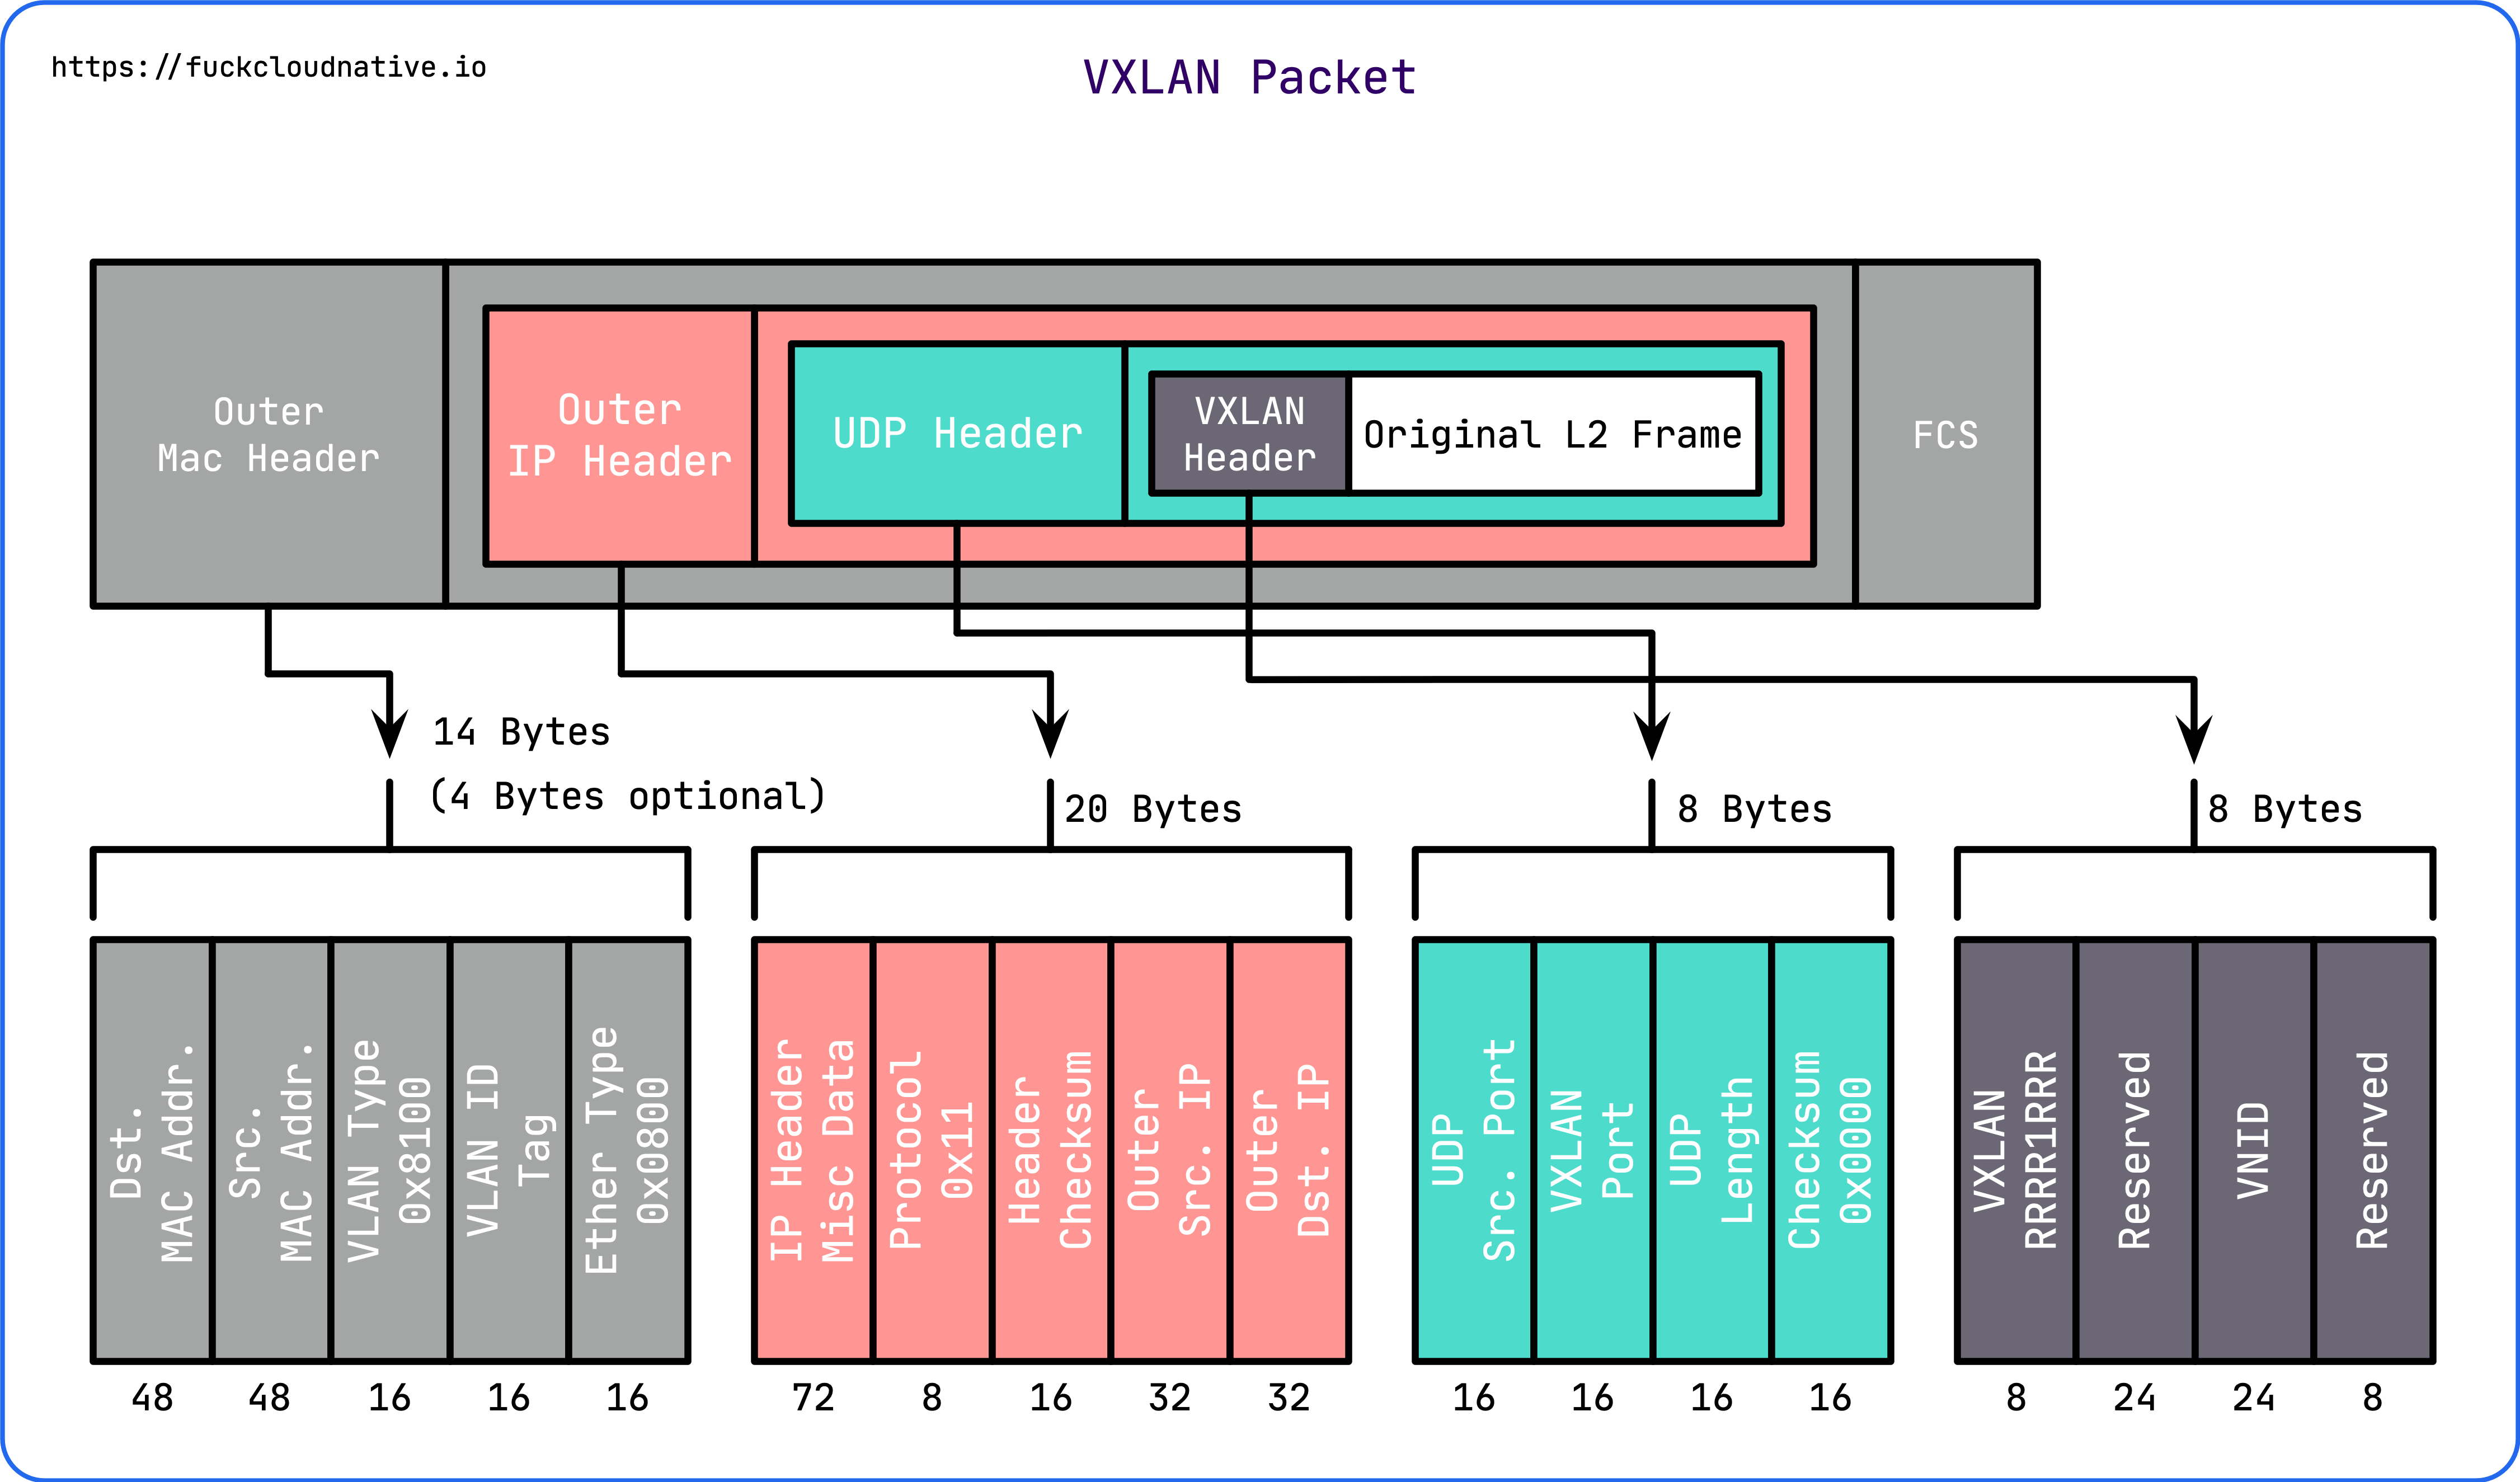 https://fuckcloudnative.io
VXLAN Packet
Outer
Mac Header
Outer
IP Header
UDP Header
VXLAN
Header
Original L2 Frame
FCS
14 Bytes
(4 Bytes optional)
20 Bytes
8 Bytes
8 Bytes
Dst.
MAC Addr.
Src.
MAC Addr.
VLAN Type
0x8100
VLAN ID
Tag
Ether Type
0x0800
IP Header
Misc Data
Protocol
0x11
Header
Checksum
Outer
Src. IP
Outer
Dst. IP
UDP
Src. Port
VXLAN
Port
UDP
Length
Checksum
0x0000
VXLAN
RRRR1RRR
Reserved
VNID
Reserved
48
48
16
16
16
72
8
16
32
32
16
16
16
16
8
24
24
8